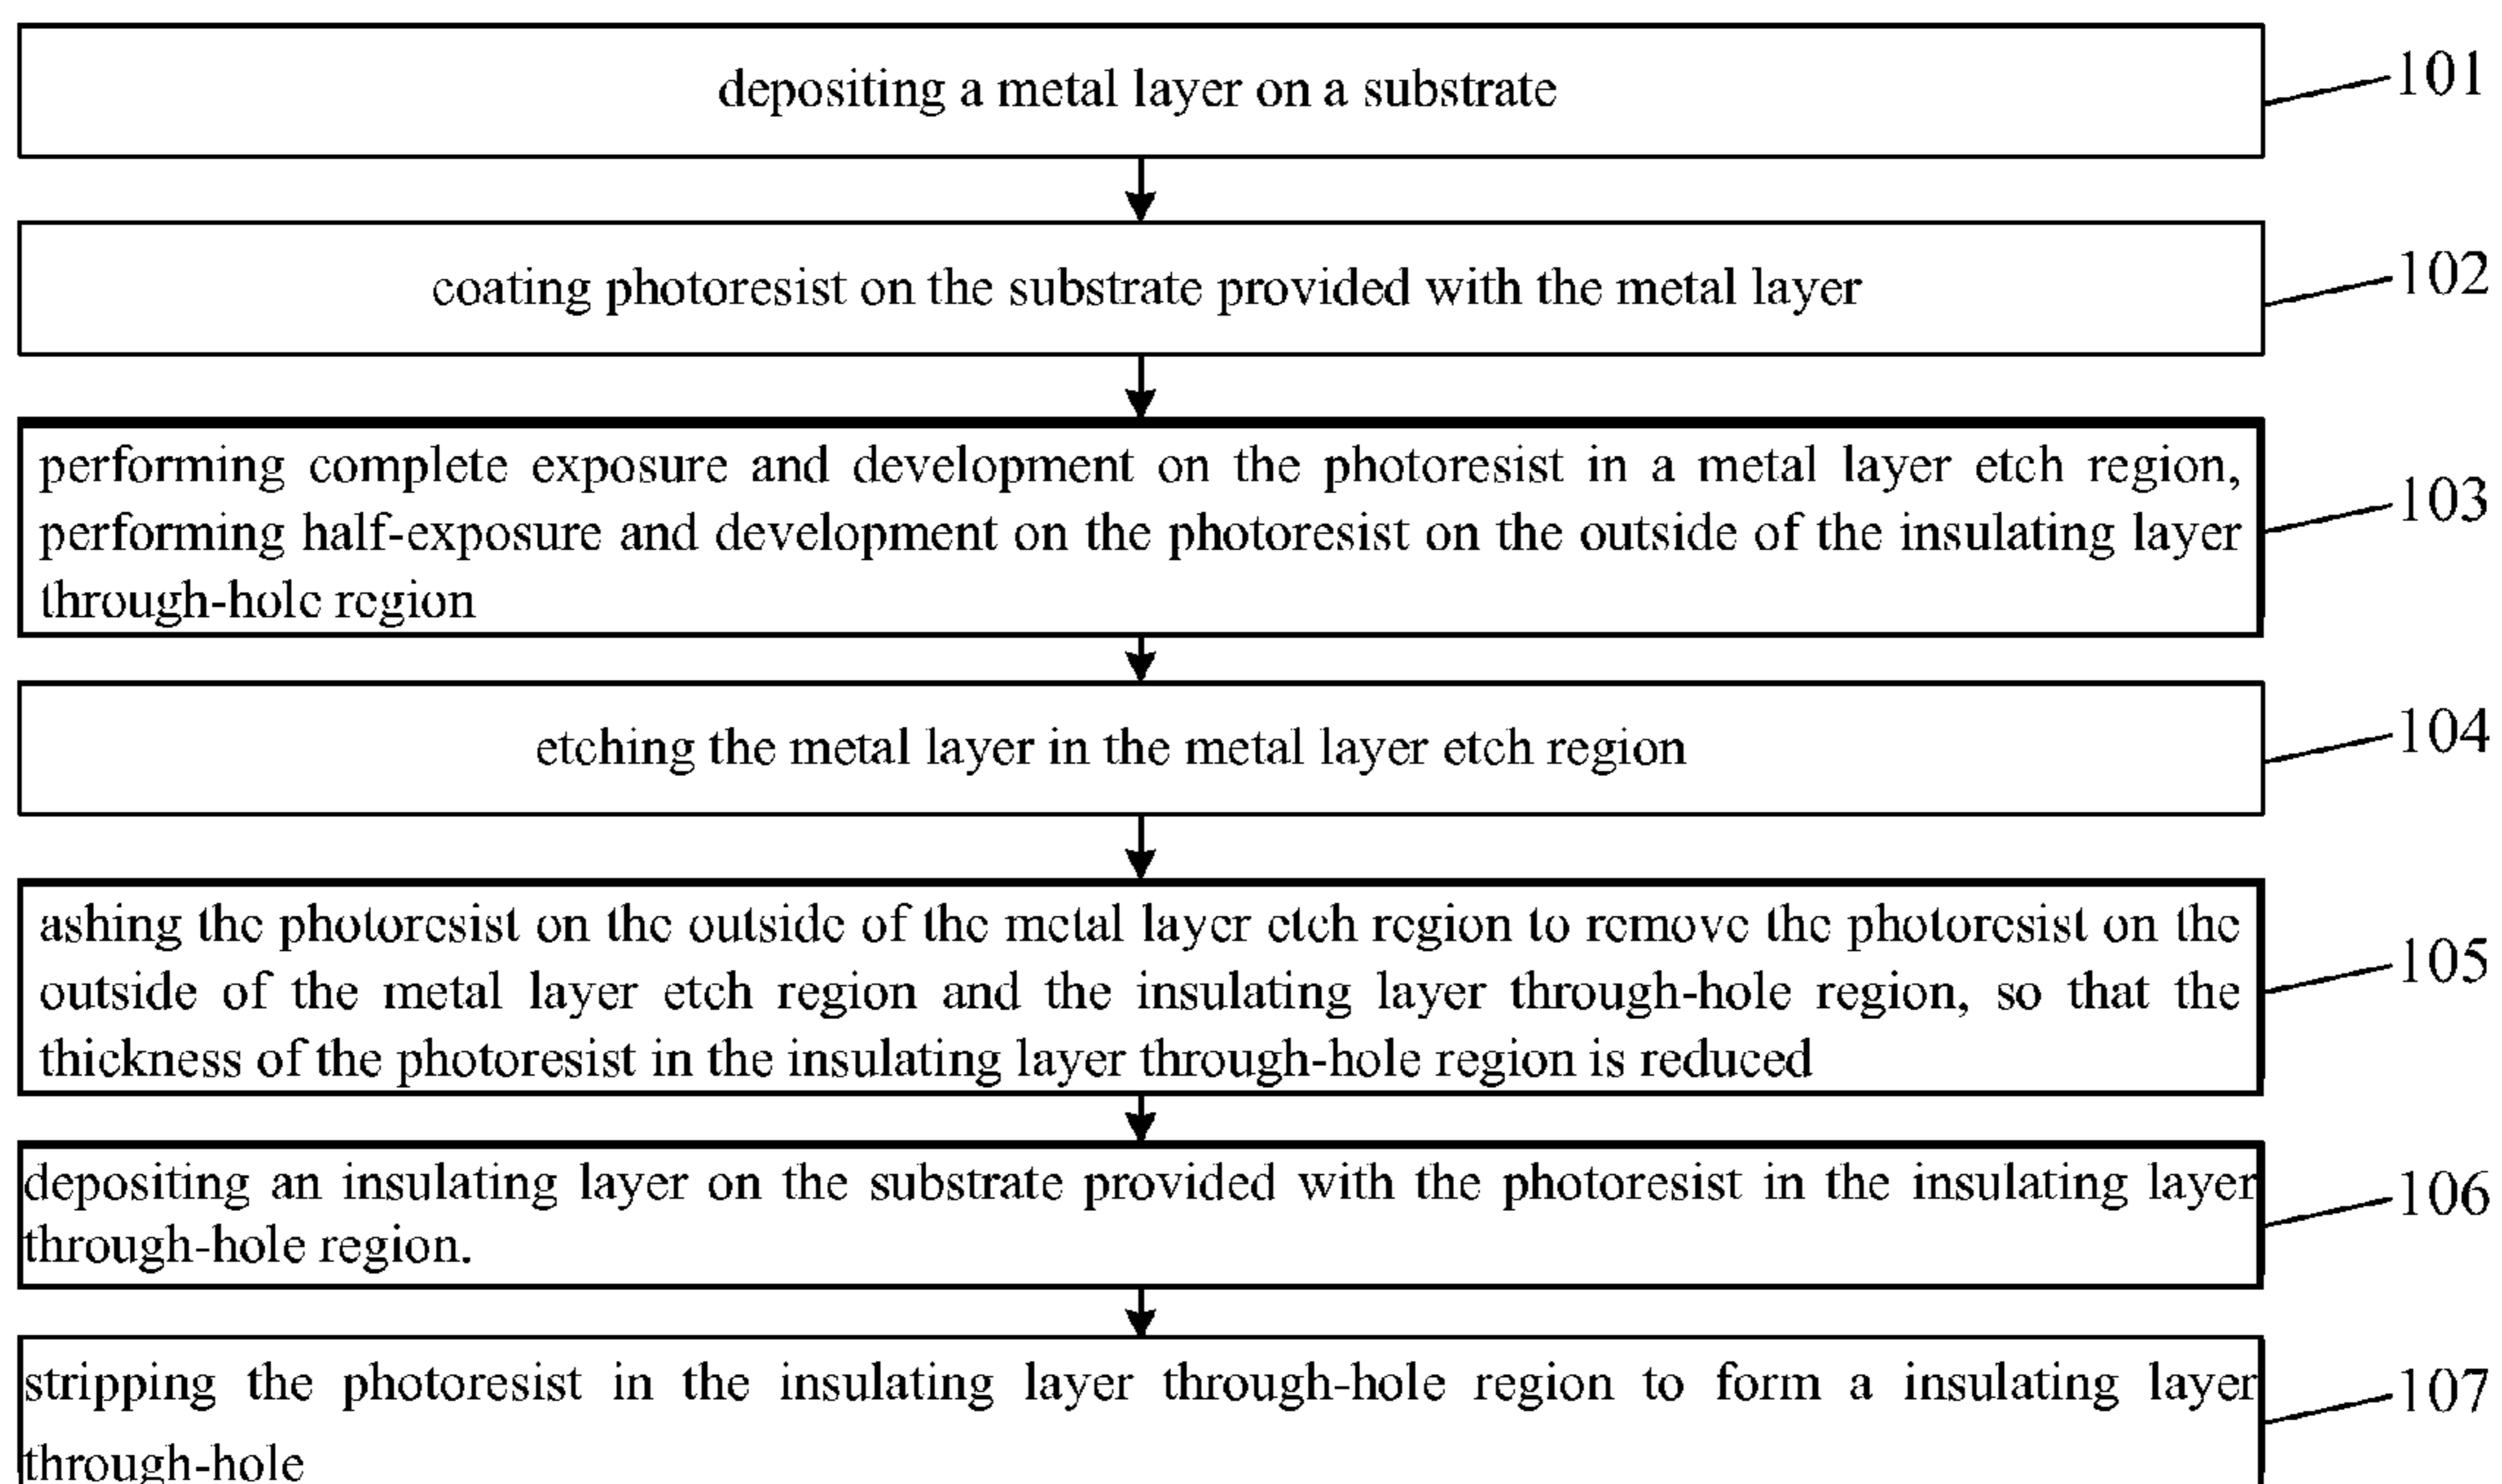 depositing a metal layer on a substrate
101
coating photoresist on the substrate provided with the metal layer
102
performing complete exposure and development on the photoresist in a metal layer etch region,
performing half-exposure and development on the photoresist on the outside of the insulating layer
through-hole region
103
etching the metal layer in the metal layer etch region
104
ashing the photoresist on the outside of the metal layer etch region to remove the photoresist on the
outside of the metal layer etch region and the insulating layer through-hole region, so that the
thickness of the photoresist in the insulating layer through-hole region is reduced
105
depositing an insulating layer on the substrate provided with the photoresist in the insulating layer
through-hole region.
106
stripping the photoresist in the insulating layer through-hole region to form a insulating layer
through-hole
107